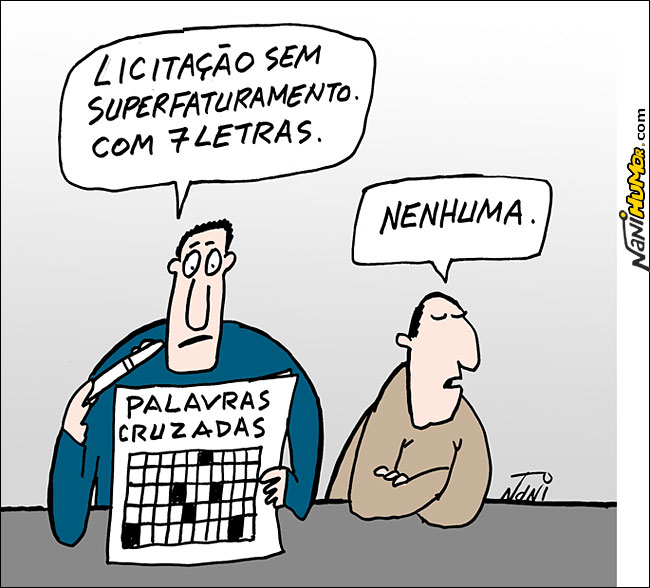 LICITAÇÃO SEM
SUPERFATURAMENTO.
COM 7 LETRAS.
NENHUMA.
PALAVRAS
CRUZADAS
NANI
NANiHUMOR.com